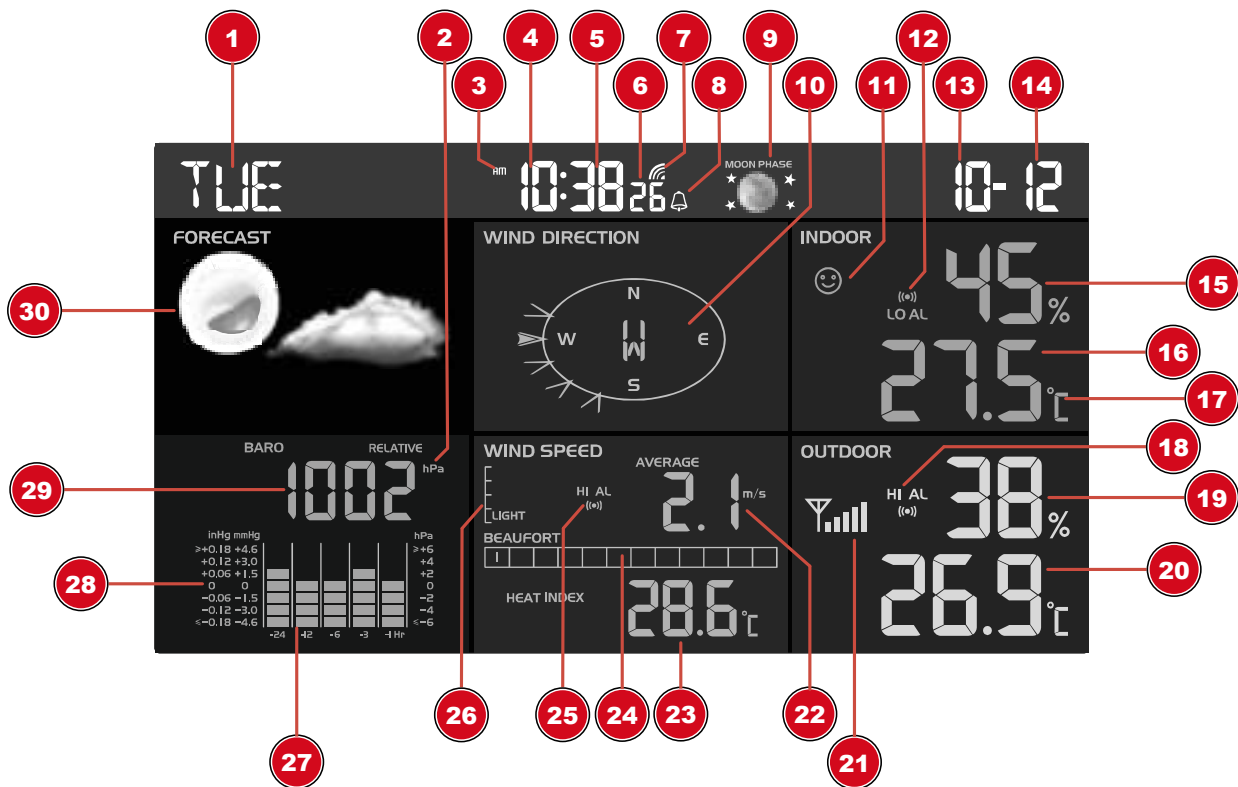 1
2
4
5
7
9
12
3
6
8
10
11
13
14
TUE
AM 10:38 26
MOON PHASE
10-12
FORECAST
WIND DIRECTION
N
W
E
S
W
INDOOR
LO AL
45 %
27.5 °C
15
16
17
30
BARO
RELATIVE
1002 hPa
29
WIND SPEED
AVERAGE
HI AL
2.1 m/s
LIGHT
BEAUFORT
1
HEAT INDEX
28.6 °C
OUTDOOR
HI AL
38 %
26.9 °C
18
19
20
inHg mmHg
hPa
≥+0.18 +4.6
≥+6
+0.12 +3.0
+4
+0.06 +1.5
+2
0 0
0
-0.06 -1.5
-2
-0.12 -3.0
-4
≤-0.18 -4.6
≤-6
-24 -12 -6 -3 -1 Hr
28
27
26
25
24
23
22
21